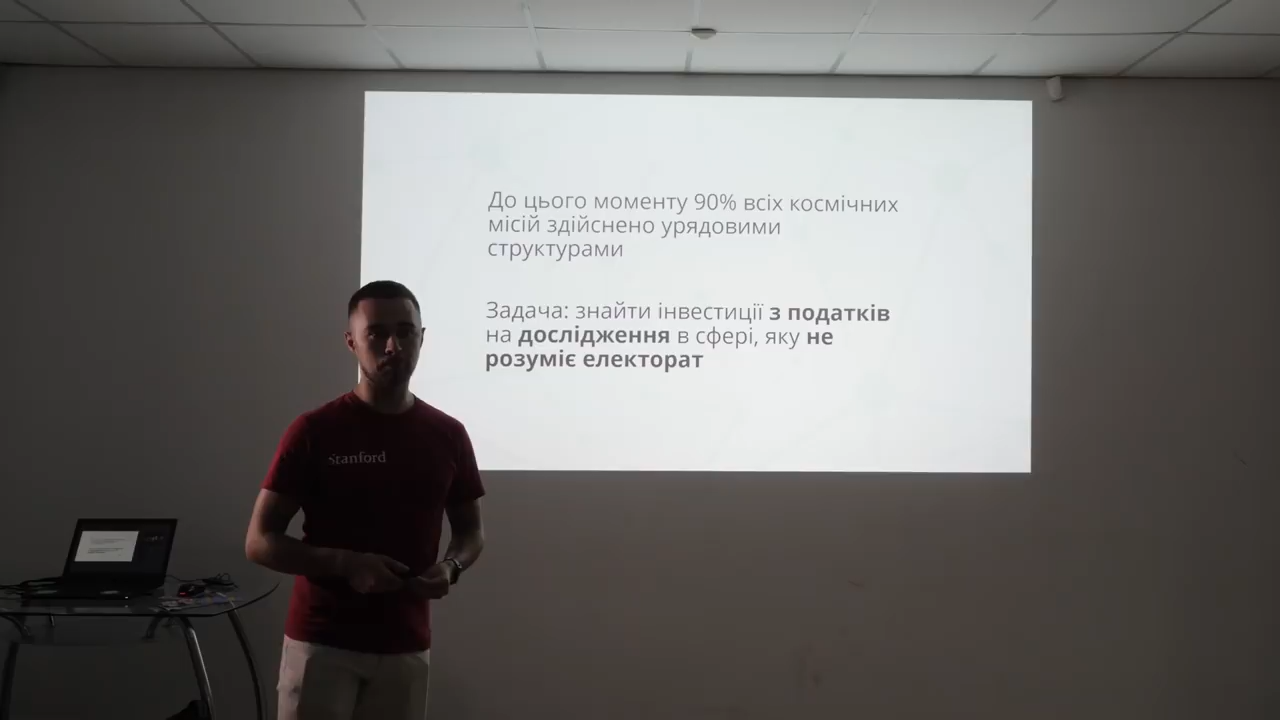 До цього моменту 90% всіх космічних
місій здійснено урядовими
структурами
Задача: знайти інвестиції з податків
на дослідження в сфері, яку не
розуміє електорат
Stanford